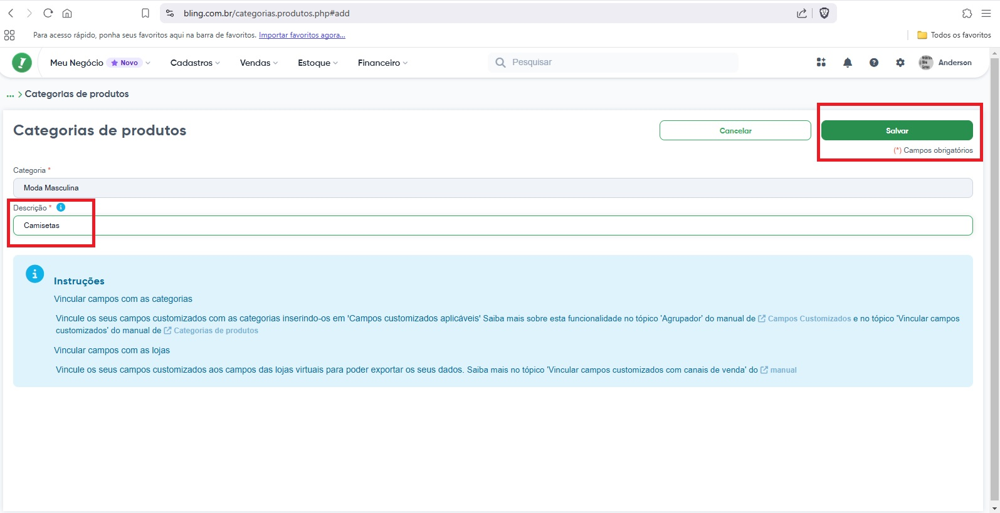 bling.com.br/categorias.produtos.php#add
Para acesso rápido, ponha seus favoritos aqui na barra de favoritos. Importar favoritos agora...
Todos os favoritos
Meu Negócio Novo Cadastros Vendas Estoque Financeiro Pesquisar Anderson
... > Categorias de produtos
Categorias de produtos
Cancelar
Salvar
(*) Campos obrigatórios
Categoria *
Moda Masculina
Descrição *
Camisetas
Instruções
Vincular campos com as categorias
Vincule os seus campos customizados com as categorias inserindo-os em 'Campos customizados aplicáveis' Saiba mais sobre esta funcionalidade no tópico 'Agrupador' do manual de Campos Customizados e no tópico 'Vincular campos
customizados' do manual de Categorias de produtos
Vincular campos com as lojas
Vincule os seus campos customizados aos campos das lojas virtuais para poder exportar os seus dados. Saiba mais no tópico 'Vincular campos customizados com canais de venda' do manual